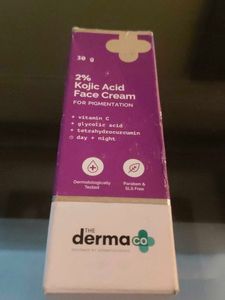 30 g
2%
Kojic Acid
Face Cream
FOR PIGMENTATION
+ vitamin C
+ glycolic acid
+ tetrahydrocurcumin
day + night
Dermatologically
Tested
Paraben &
SLS Free
THE
derma co